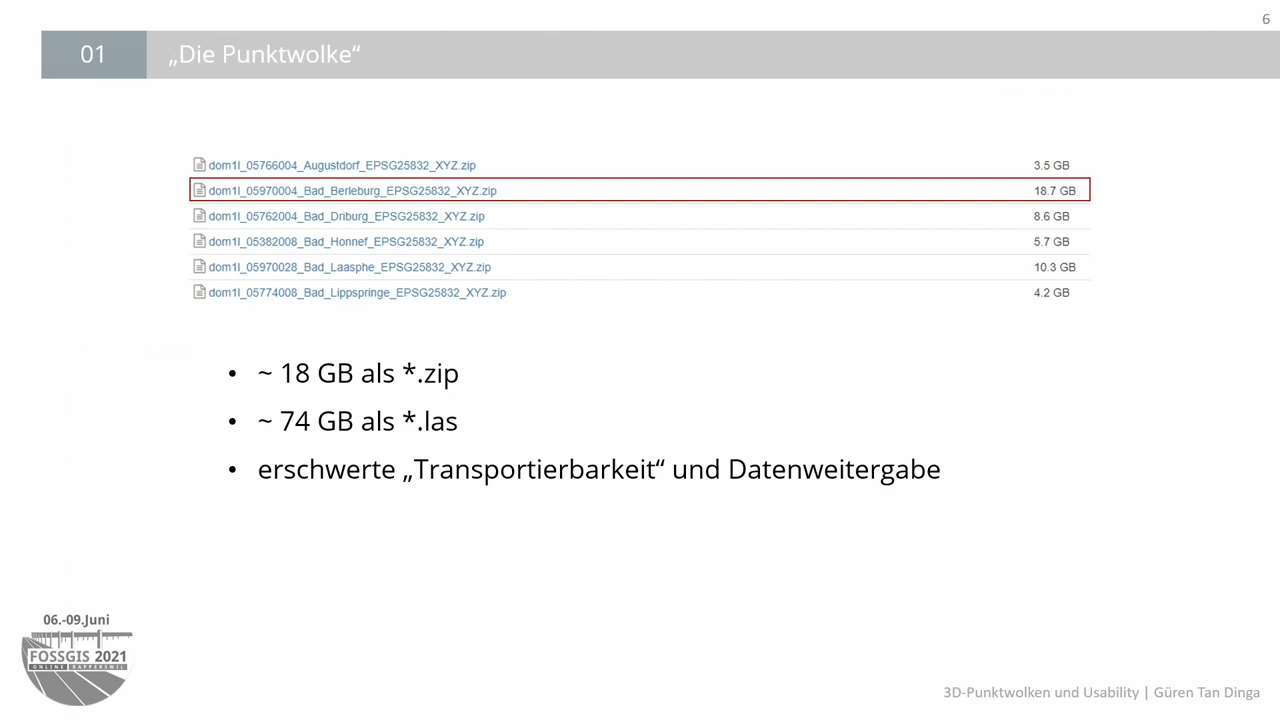 6
01 „Die Punktwolke“
dom1l_05766004_Augustdorf_EPSG25832_XYZ.zip 3.5 GB
dom1l_05970004_Bad_Berleburg_EPSG25832_XYZ.zip 18.7 GB
dom1l_05762004_Bad_Driburg_EPSG25832_XYZ.zip 8.6 GB
dom1l_05382008_Bad_Honnef_EPSG25832_XYZ.zip 5.7 GB
dom1l_05970028_Bad_Laasphe_EPSG25832_XYZ.zip 10.3 GB
dom1l_05774008_Bad_Lippspringe_EPSG25832_XYZ.zip 4.2 GB
• ~ 18 GB als *.zip
• ~ 74 GB als *.las
• erschwerte „Transportierbarkeit“ und Datenweitergabe
06.-09.Juni
FOSSGIS 2021
ONLINE RAPPERSWIL
3D-Punktwolken und Usability | Güren Tan Dinga